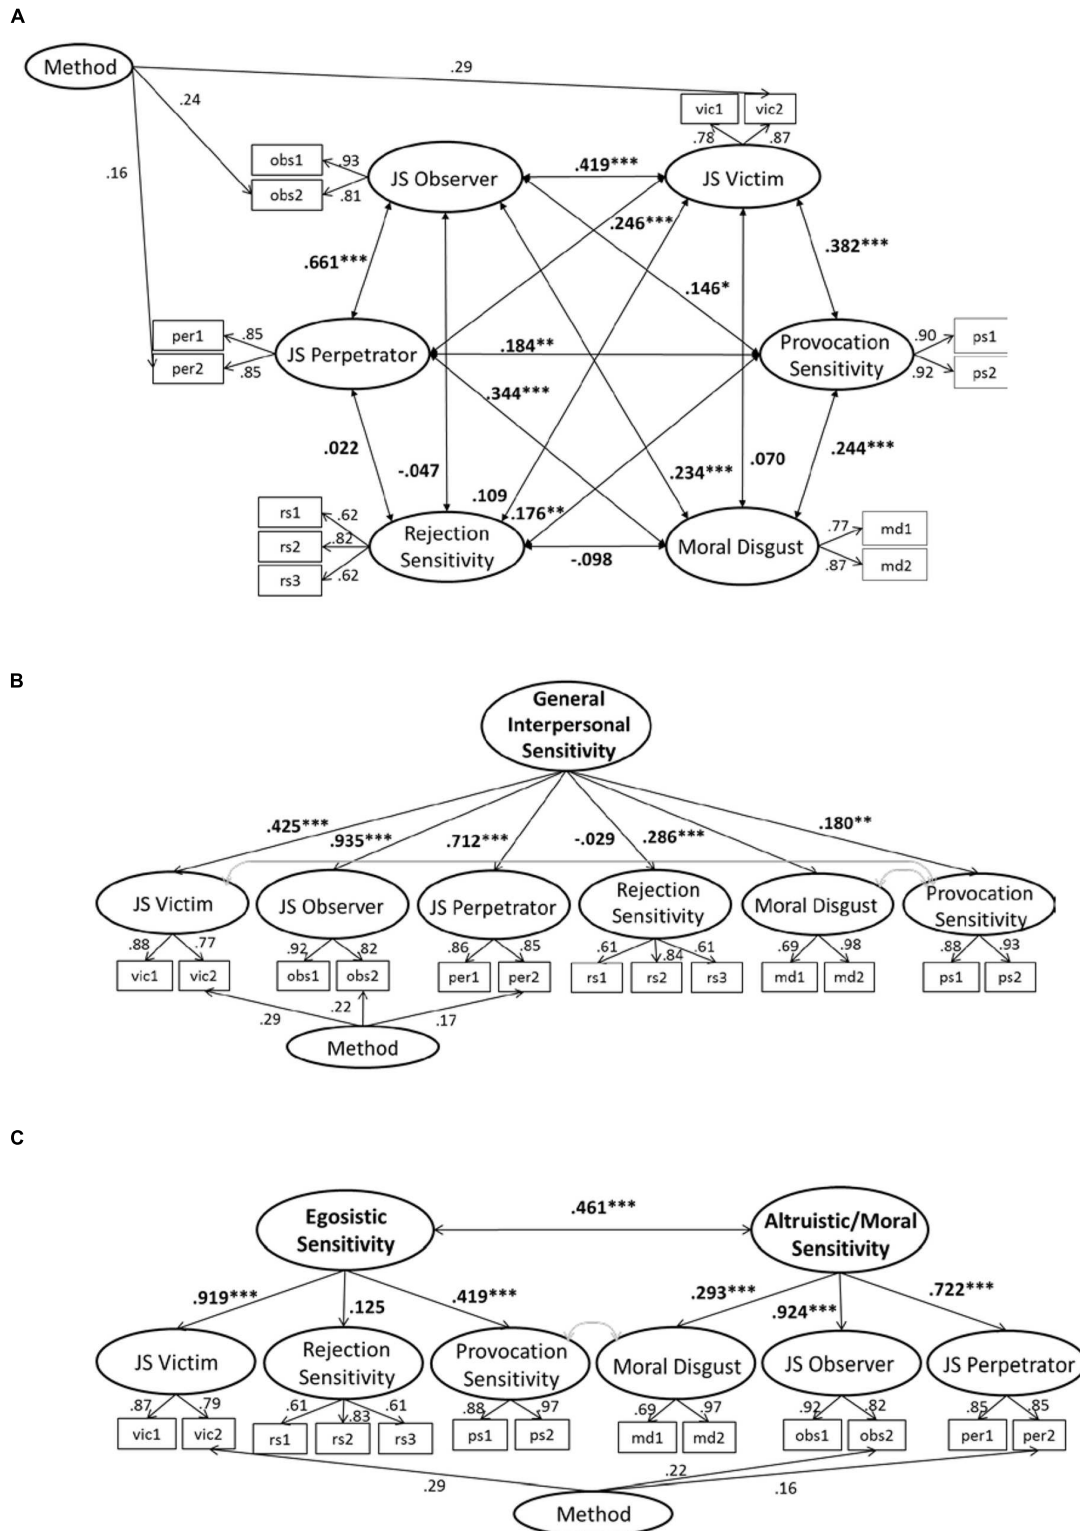 A
Method
.29
.24
.16
vic1
vic2
.78
.87
obs1
obs2
.93
.81
JS Observer
.419***
JS Victim
.246***
.661***
.382***
.146*
per1
per2
.85
.85
JS Perpetrator
.184**
Provocation
Sensitivity
.90
.92
ps1
ps2
.344***
.022
-.047
.109
.176**
.234***
.070
.244***
rs1
rs2
rs3
.62
.82
.62
Rejection
Sensitivity
-.098
Moral Disgust
.77
.87
md1
md2
B
General
Interpersonal
Sensitivity
.425***
.935***
.712***
-.029
.286***
.180**
JS Victim
JS Observer
JS Perpetrator
Rejection
Sensitivity
Moral Disgust
Provocation
Sensitivity
.88
.77
.92
.82
.86
.85
.61
.84
.61
.69
.98
.88
.93
vic1
vic2
obs1
obs2
per1
per2
rs1
rs2
rs3
md1
md2
ps1
ps2
.29
.22
.17
Method
C
Egosistic
Sensitivity
.461***
Altruistic/Moral
Sensitivity
.919***
.125
.419***
.293***
.924***
.722***
JS Victim
Rejection
Sensitivity
Provocation
Sensitivity
Moral Disgust
JS Observer
JS Perpetrator
.87
.79
.61
.83
.61
.88
.97
.69
.97
.92
.82
.85
.85
vic1
vic2
rs1
rs2
rs3
ps1
ps2
md1
md2
obs1
obs2
per1
per2
.29
.22
.16
Method